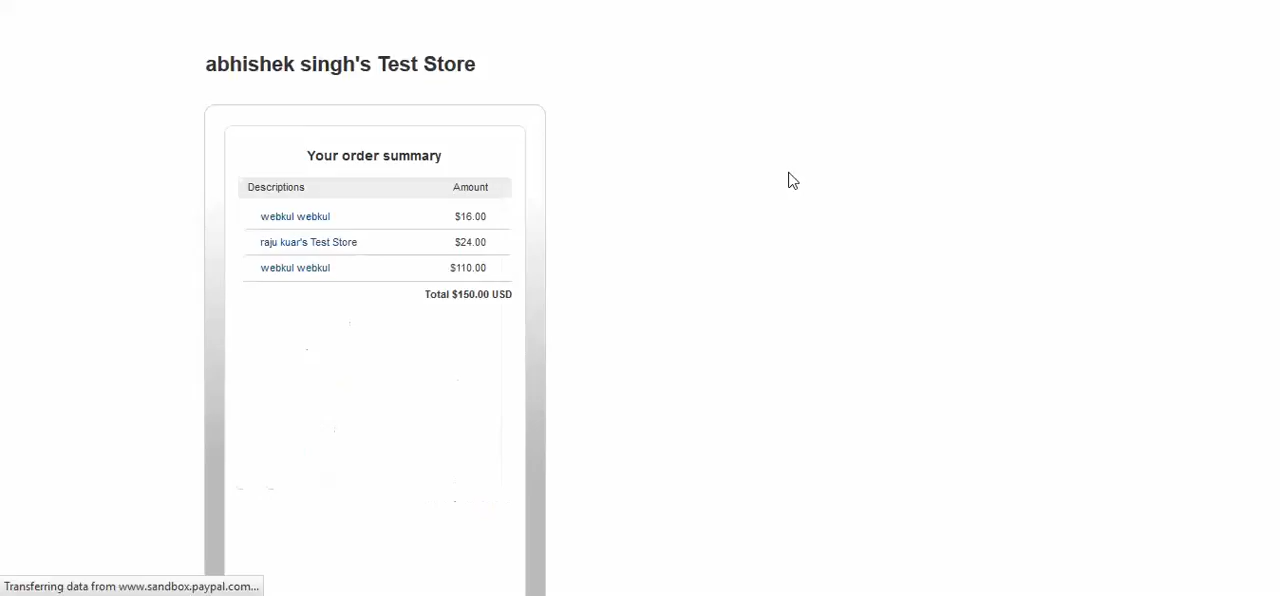 abhishek singh's Test Store
Your order summary
Descriptions Amount
webkul webkul $16.00
raju kuar's Test Store $24.00
webkul webkul $110.00
Total $150.00 USD
Transferring data from www.sandbox.paypal.com...